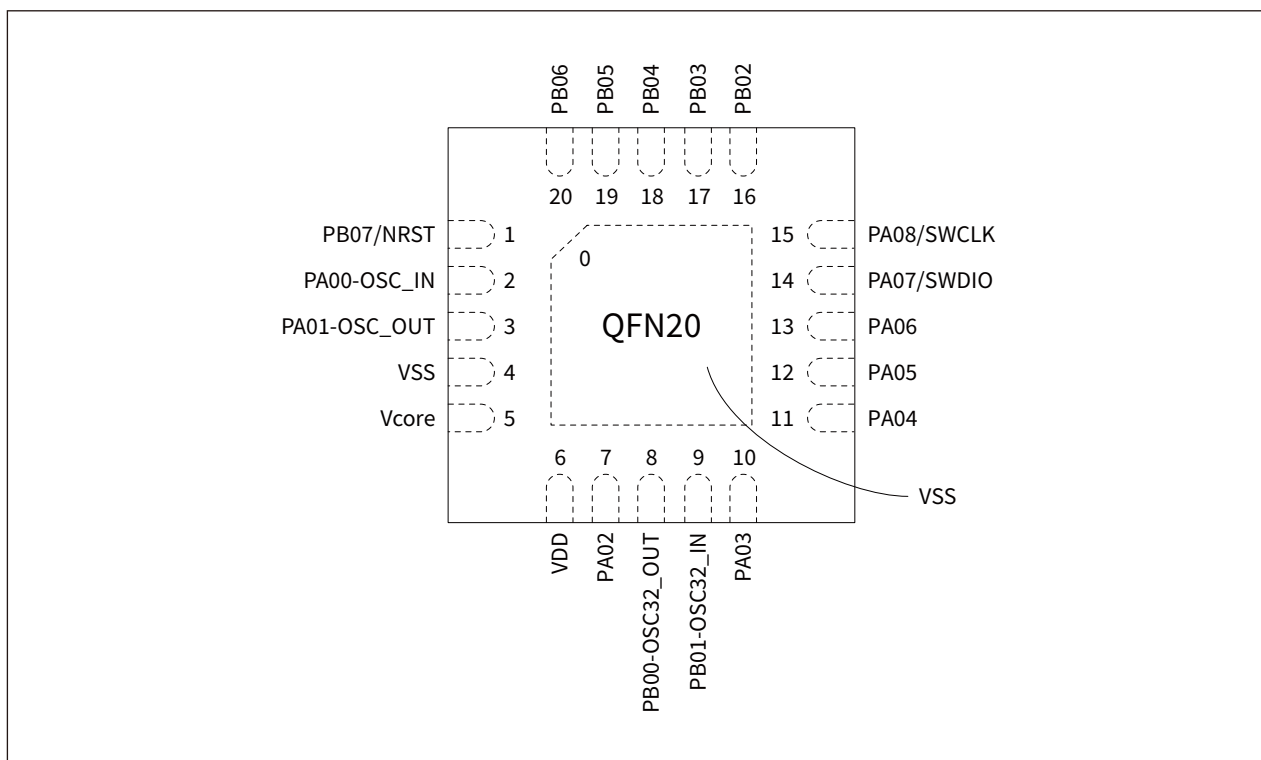 PB06
PB05
PB04
PB03
PB02
20
19
18
17
16
PB07/NRST 1
PA00-OSC_IN 2
PA01-OSC_OUT 3
VSS 4
Vcore 5
0
QFN20
15 PA08/SWCLK
14 PA07/SWDIO
13 PA06
12 PA05
11 PA04
6
7
8
9
10
VDD
PA02
PB00-OSC32_OUT
PB01-OSC32_IN
PA03
VSS